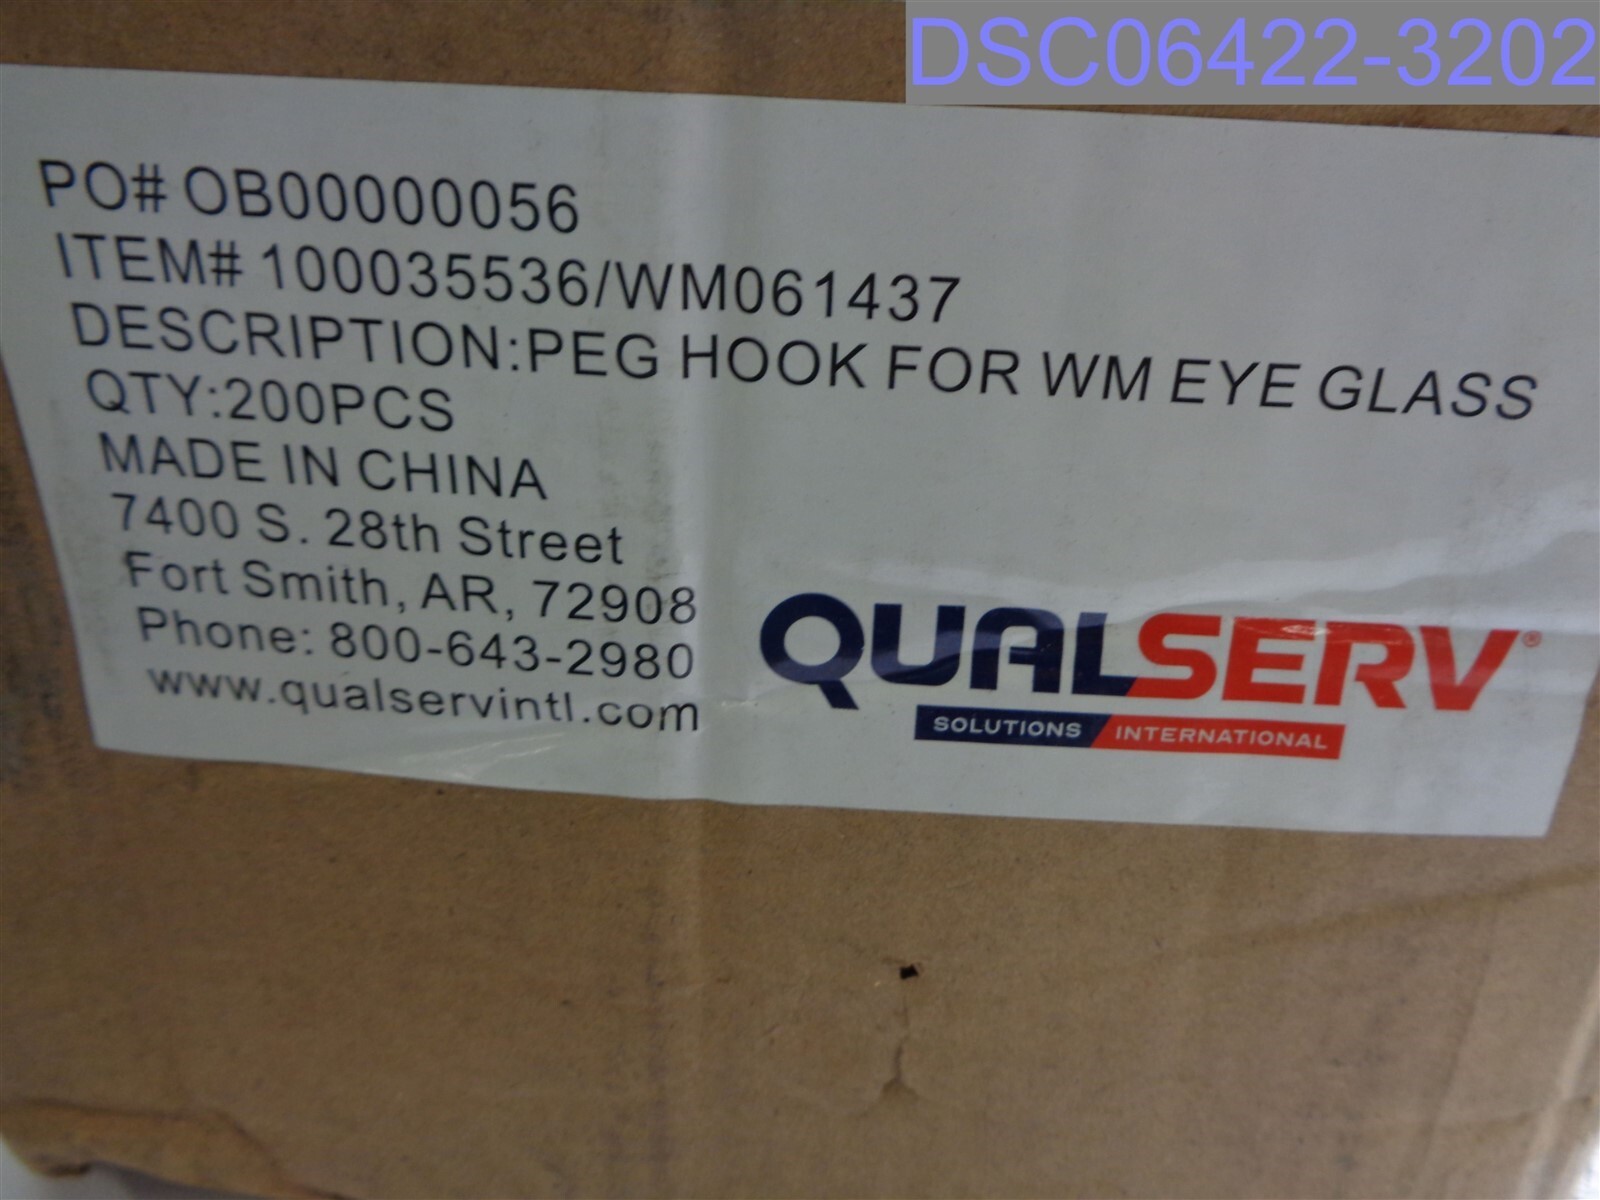 DSC06422-3202
PO# OB00000056
ITEM# 100035536/WM061437
DESCRIPTION:PEG HOOK FOR WM EYE GLASS
QTY:200PCS
MADE IN CHINA
7400 S. 28th Street
Fort Smith, AR, 72908
Phone: 800-643-2980
www.qualservintl.com
QUALSERV®
SOLUTIONS INTERNATIONAL